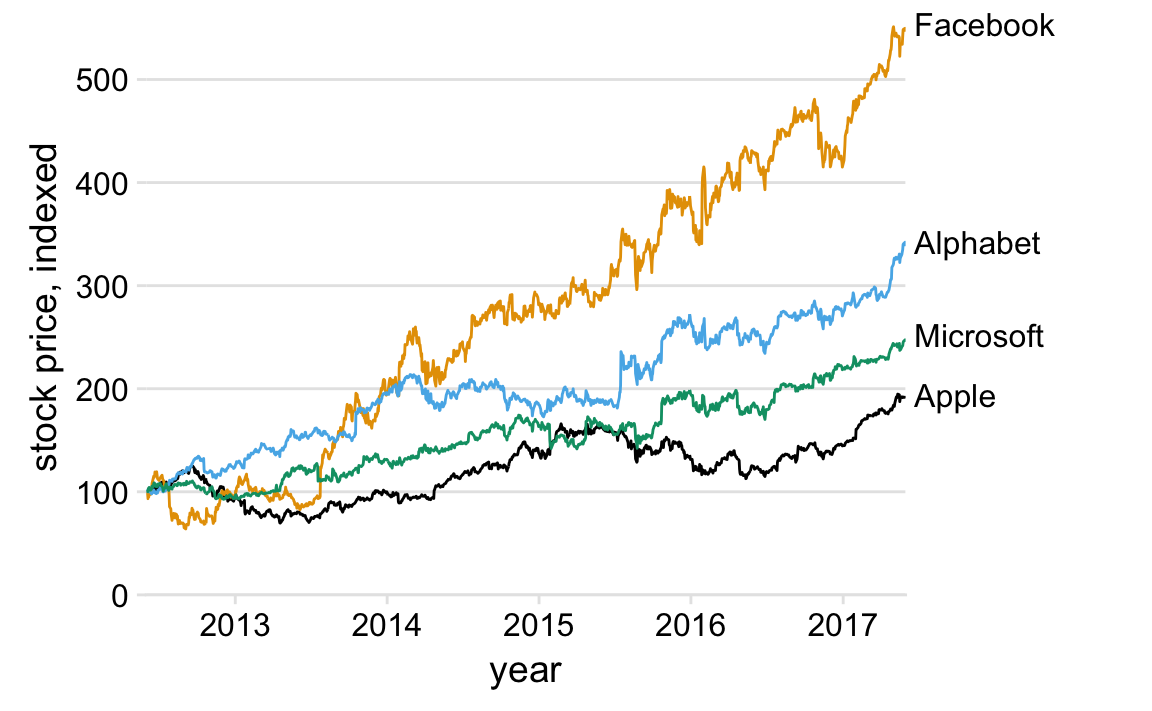 Facebook
500
400
Alphabet
300
Microsoft
200
Apple
100
0
2013 2014 2015 2016 2017
year
stock price, indexed